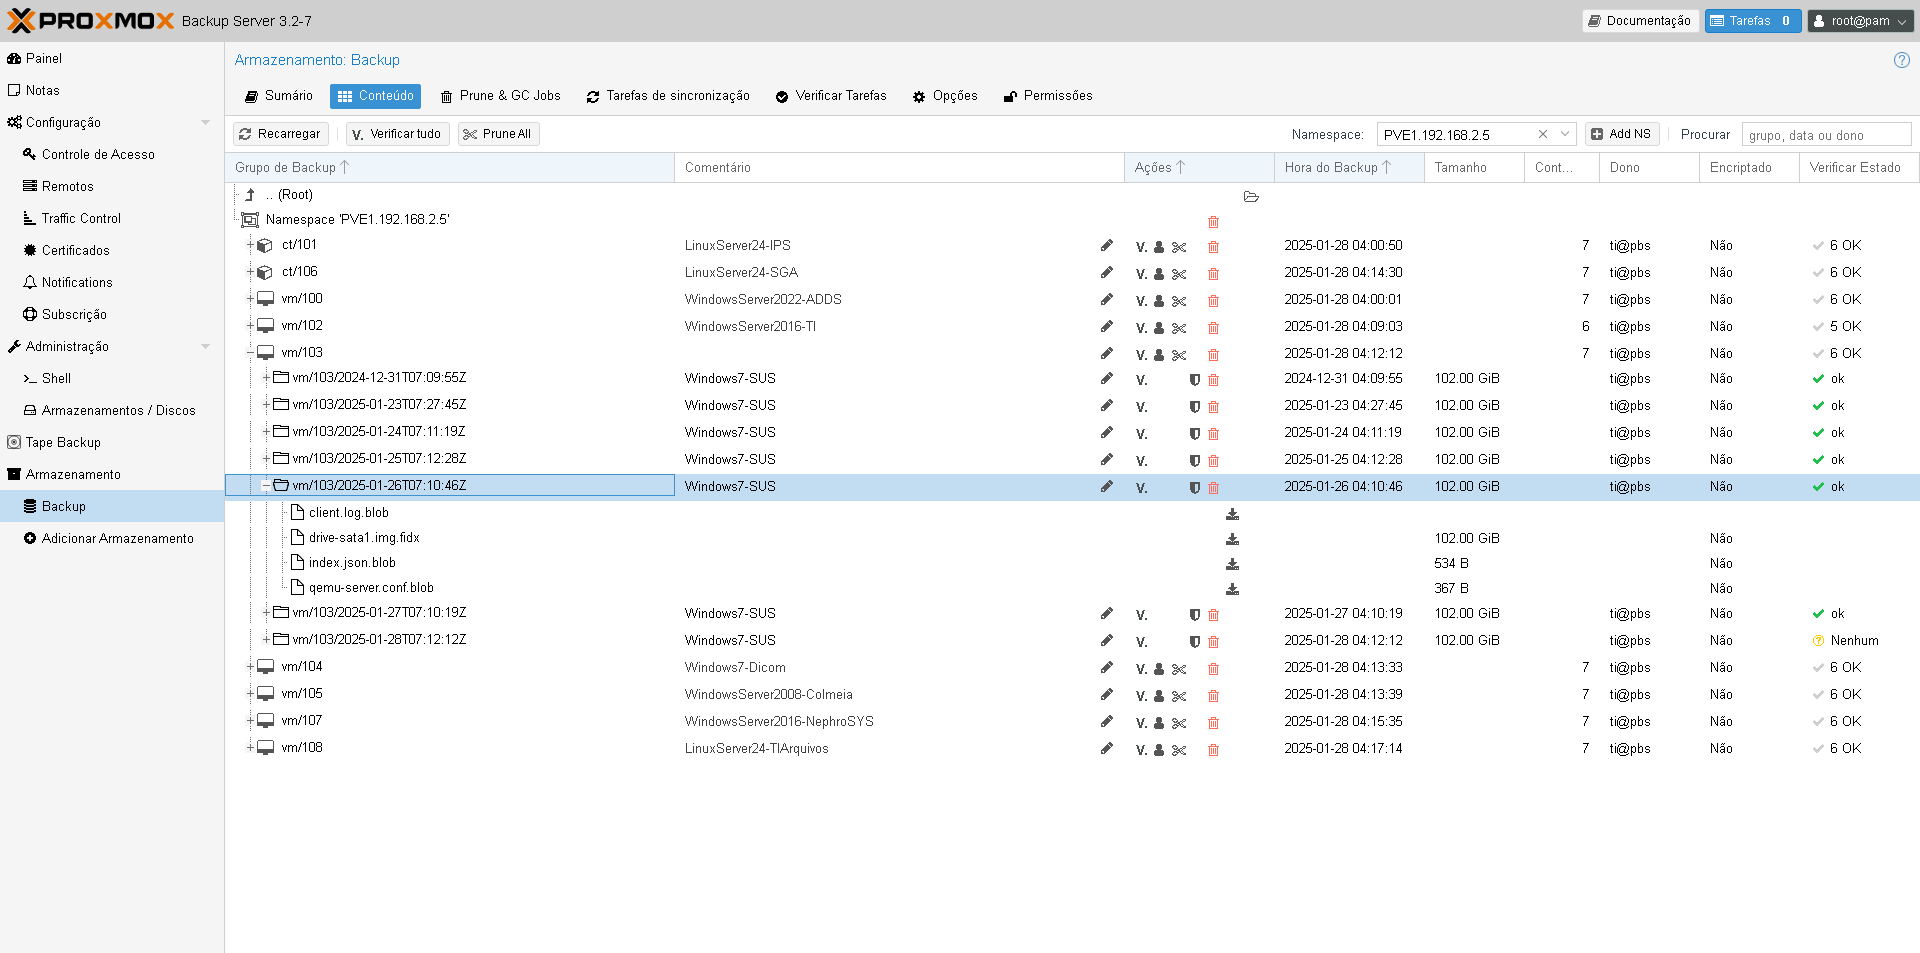 PROXMOX Backup Server 3.2-7 Documentação Tarefas 0 root@pam
Painel
Notas
Configuração
Controle de Acesso
Remotos
Traffic Control
Certificados
Notifications
Subscrição
Administração
Shell
Armazenamentos / Discos
Tape Backup
Armazenamento
Backup
Adicionar Armazenamento
Armazenamento: Backup
Sumário Conteúdo Prune & GC Jobs Tarefas de sincronização Verificar Tarefas Opções Permissões
Recarregar V. Verificar tudo Prune All Namespace: PVE1.192.168.2.5 Add NS Procurar grupo, data ou dono
Grupo de Backup Comentário Ações Hora do Backup Tamanho Cont... Dono Encriptado Verificar Estado
.. (Root)
Namespace 'PVE1.192.168.2.5'
ct/101 LinuxServer24-IPS V. 2025-01-28 04:00:50 7 ti@pbs Não 6 OK
ct/106 LinuxServer24-SGA V. 2025-01-28 04:14:30 7 ti@pbs Não 6 OK
vm/100 WindowsServer2022-ADDS V. 2025-01-28 04:00:01 7 ti@pbs Não 6 OK
vm/102 WindowsServer2016-TI V. 2025-01-28 04:09:03 6 ti@pbs Não 5 OK
vm/103 V. 2025-01-28 04:12:12 7 ti@pbs Não 6 OK
vm/103/2024-12-31T07:09:55Z Windows7-SUS V. 2024-12-31 04:09:55 102.00 GiB ti@pbs Não ok
vm/103/2025-01-23T07:27:45Z Windows7-SUS V. 2025-01-23 04:27:45 102.00 GiB ti@pbs Não ok
vm/103/2025-01-24T07:11:19Z Windows7-SUS V. 2025-01-24 04:11:19 102.00 GiB ti@pbs Não ok
vm/103/2025-01-25T07:12:28Z Windows7-SUS V. 2025-01-25 04:12:28 102.00 GiB ti@pbs Não ok
vm/103/2025-01-26T07:10:46Z Windows7-SUS V. 2025-01-26 04:10:46 102.00 GiB ti@pbs Não ok
client.log.blob
drive-sata1.img.fidx 102.00 GiB Não
index.json.blob 534 B Não
qemu-server.conf.blob 367 B Não
vm/103/2025-01-27T07:10:19Z Windows7-SUS V. 2025-01-27 04:10:19 102.00 GiB ti@pbs Não ok
vm/103/2025-01-28T07:12:12Z Windows7-SUS V. 2025-01-28 04:12:12 102.00 GiB ti@pbs Não Nenhum
vm/104 Windows7-Dicom V. 2025-01-28 04:13:33 7 ti@pbs Não 6 OK
vm/105 WindowsServer2008-Colmeia V. 2025-01-28 04:13:39 7 ti@pbs Não 6 OK
vm/107 WindowsServer2016-NephroSYS V. 2025-01-28 04:15:35 7 ti@pbs Não 6 OK
vm/108 LinuxServer24-TIArquivos V. 2025-01-28 04:17:14 7 ti@pbs Não 6 OK